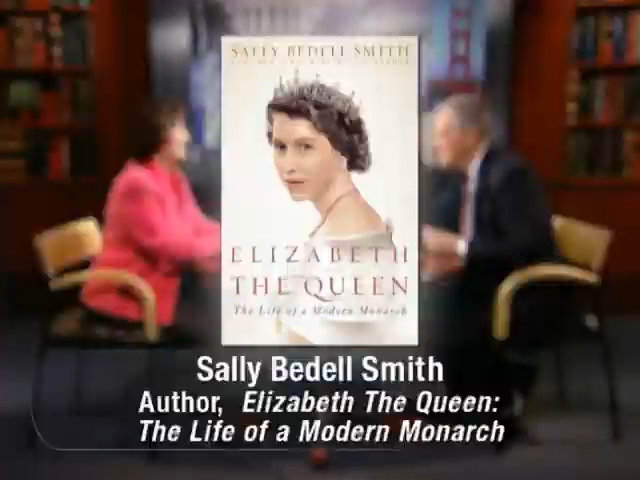 SALLY BEDELL SMITH
ELIZABETH
THE QUEEN
The Life of a Modern Monarch
Sally Bedell Smith
Author, Elizabeth The Queen:
The Life of a Modern Monarch